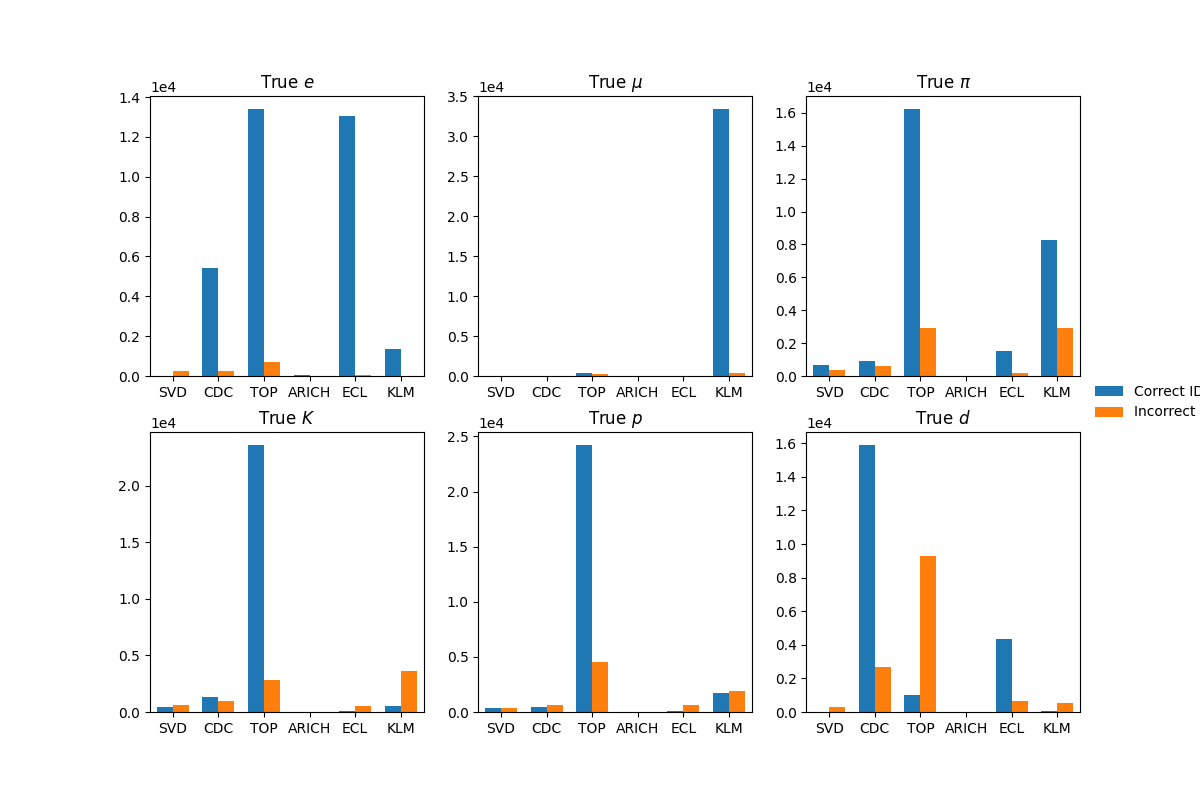 True e
1e4
1.4
1.2
1.0
0.8
0.6
0.4
0.2
0.0
SVD CDC TOP ARICH ECL KLM
True μ
1e4
3.5
3.0
2.5
2.0
1.5
1.0
0.5
0.0
SVD CDC TOP ARICH ECL KLM
True π
1e4
1.6
1.4
1.2
1.0
0.8
0.6
0.4
0.2
0.0
SVD CDC TOP ARICH ECL KLM
Correct ID
Incorrect
True K
1e4
2.0
1.5
1.0
0.5
0.0
SVD CDC TOP ARICH ECL KLM
True p
1e4
2.5
2.0
1.5
1.0
0.5
0.0
SVD CDC TOP ARICH ECL KLM
True d
1e4
1.6
1.4
1.2
1.0
0.8
0.6
0.4
0.2
0.0
SVD CDC TOP ARICH ECL KLM